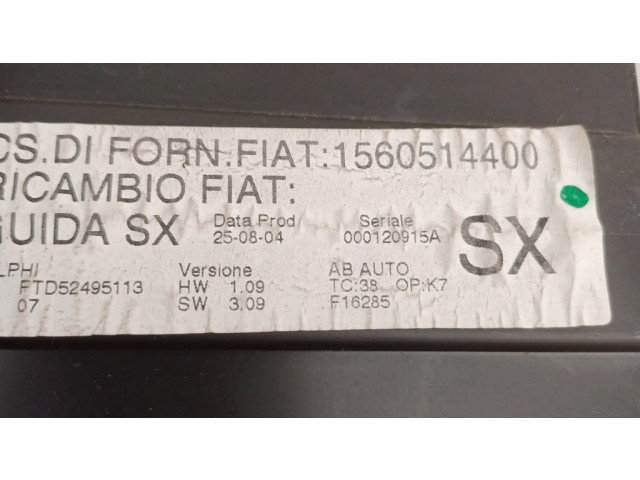 CS.DI FORN.FIAT:1560514400
RICAMBIO FIAT:
GUIDA SX Data Prod 25-08-04 Seriale 000120915A SX
LPHI Versione AB AUTO
FTD52495113 HW 1.09 TC:38 OP:K7
07 SW 3.09 F16285